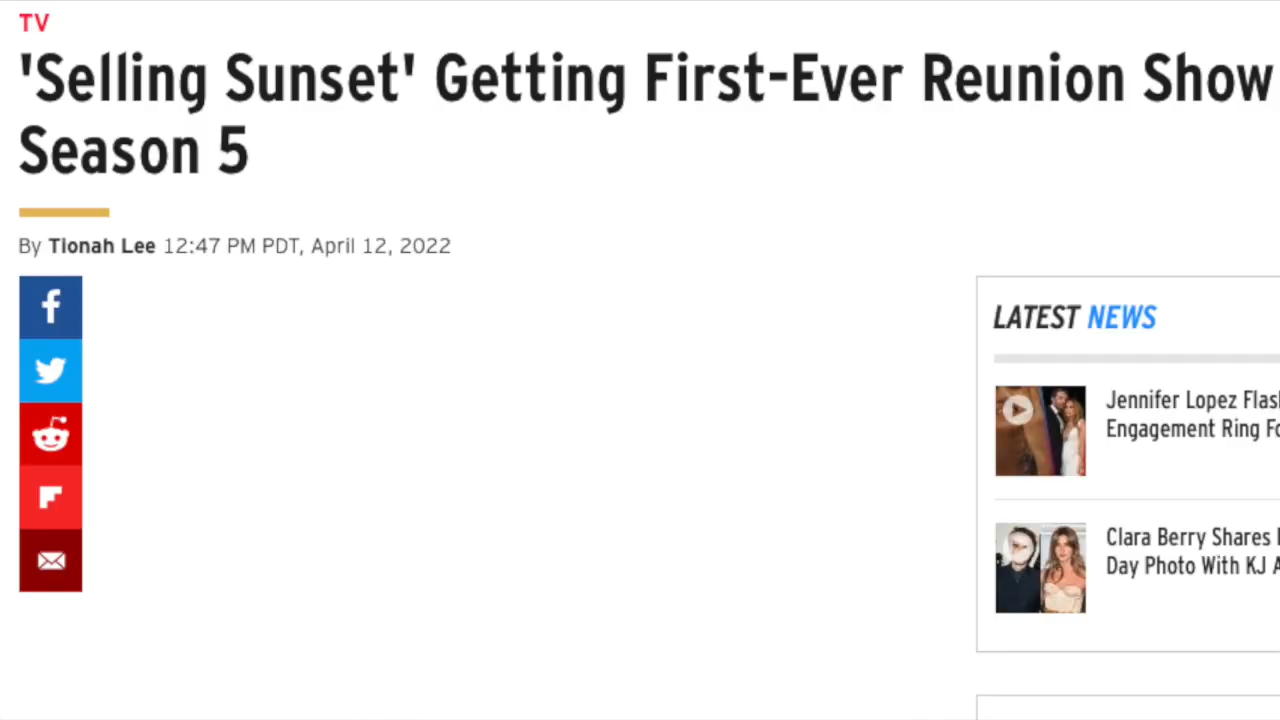 TV
'Selling Sunset' Getting First-Ever Reunion Show
Season 5
By Tionah Lee 12:47 PM PDT, April 12, 2022
LATEST NEWS
Jennifer Lopez
Engagement Ring
Clara Berry Shares
Day Photo With KJ